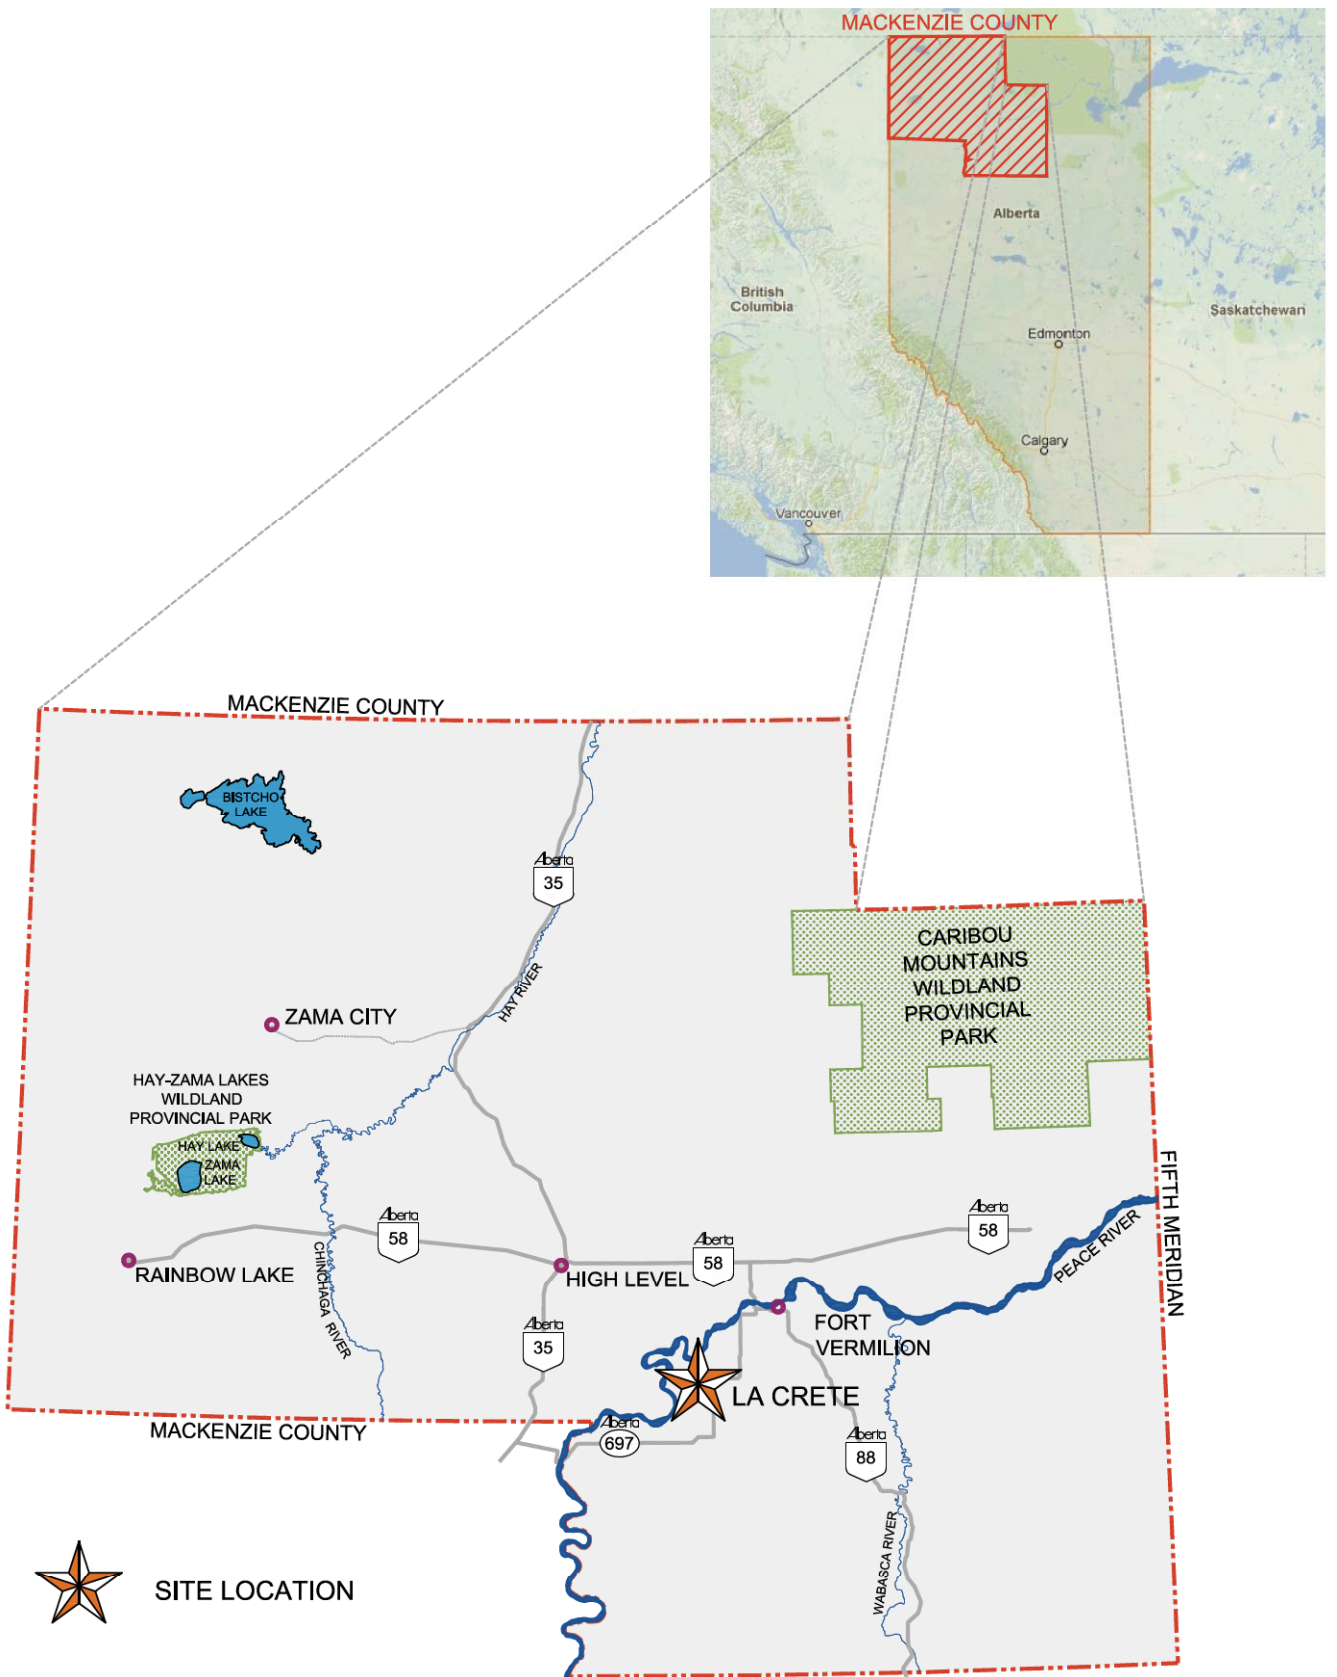 MACKENZIE COUNTY
Alberta
British
Columbia
Saskatchewan
Edmonton
Calgary
Vancouver
MACKENZIE COUNTY
BISTCHO
LAKE
Alberta
35
HAY RIVER
CARIBOU
MOUNTAINS
WILDLAND
PROVINCIAL
PARK
ZAMA CITY
HAY-ZAMA LAKES
WILDLAND
PROVINCIAL PARK
HAY LAKE
ZAMA
LAKE
FIFTH MERIDIAN
Alberta
58
Alberta
58
Alberta
58
PEACE RIVER
RAINBOW LAKE
CHINCHAGA RIVER
HIGH LEVEL
Alberta
35
FORT
VERMILION
LA CRETE
MACKENZIE COUNTY
Alberta
697
Alberta
88
WABASCA RIVER
SITE LOCATION